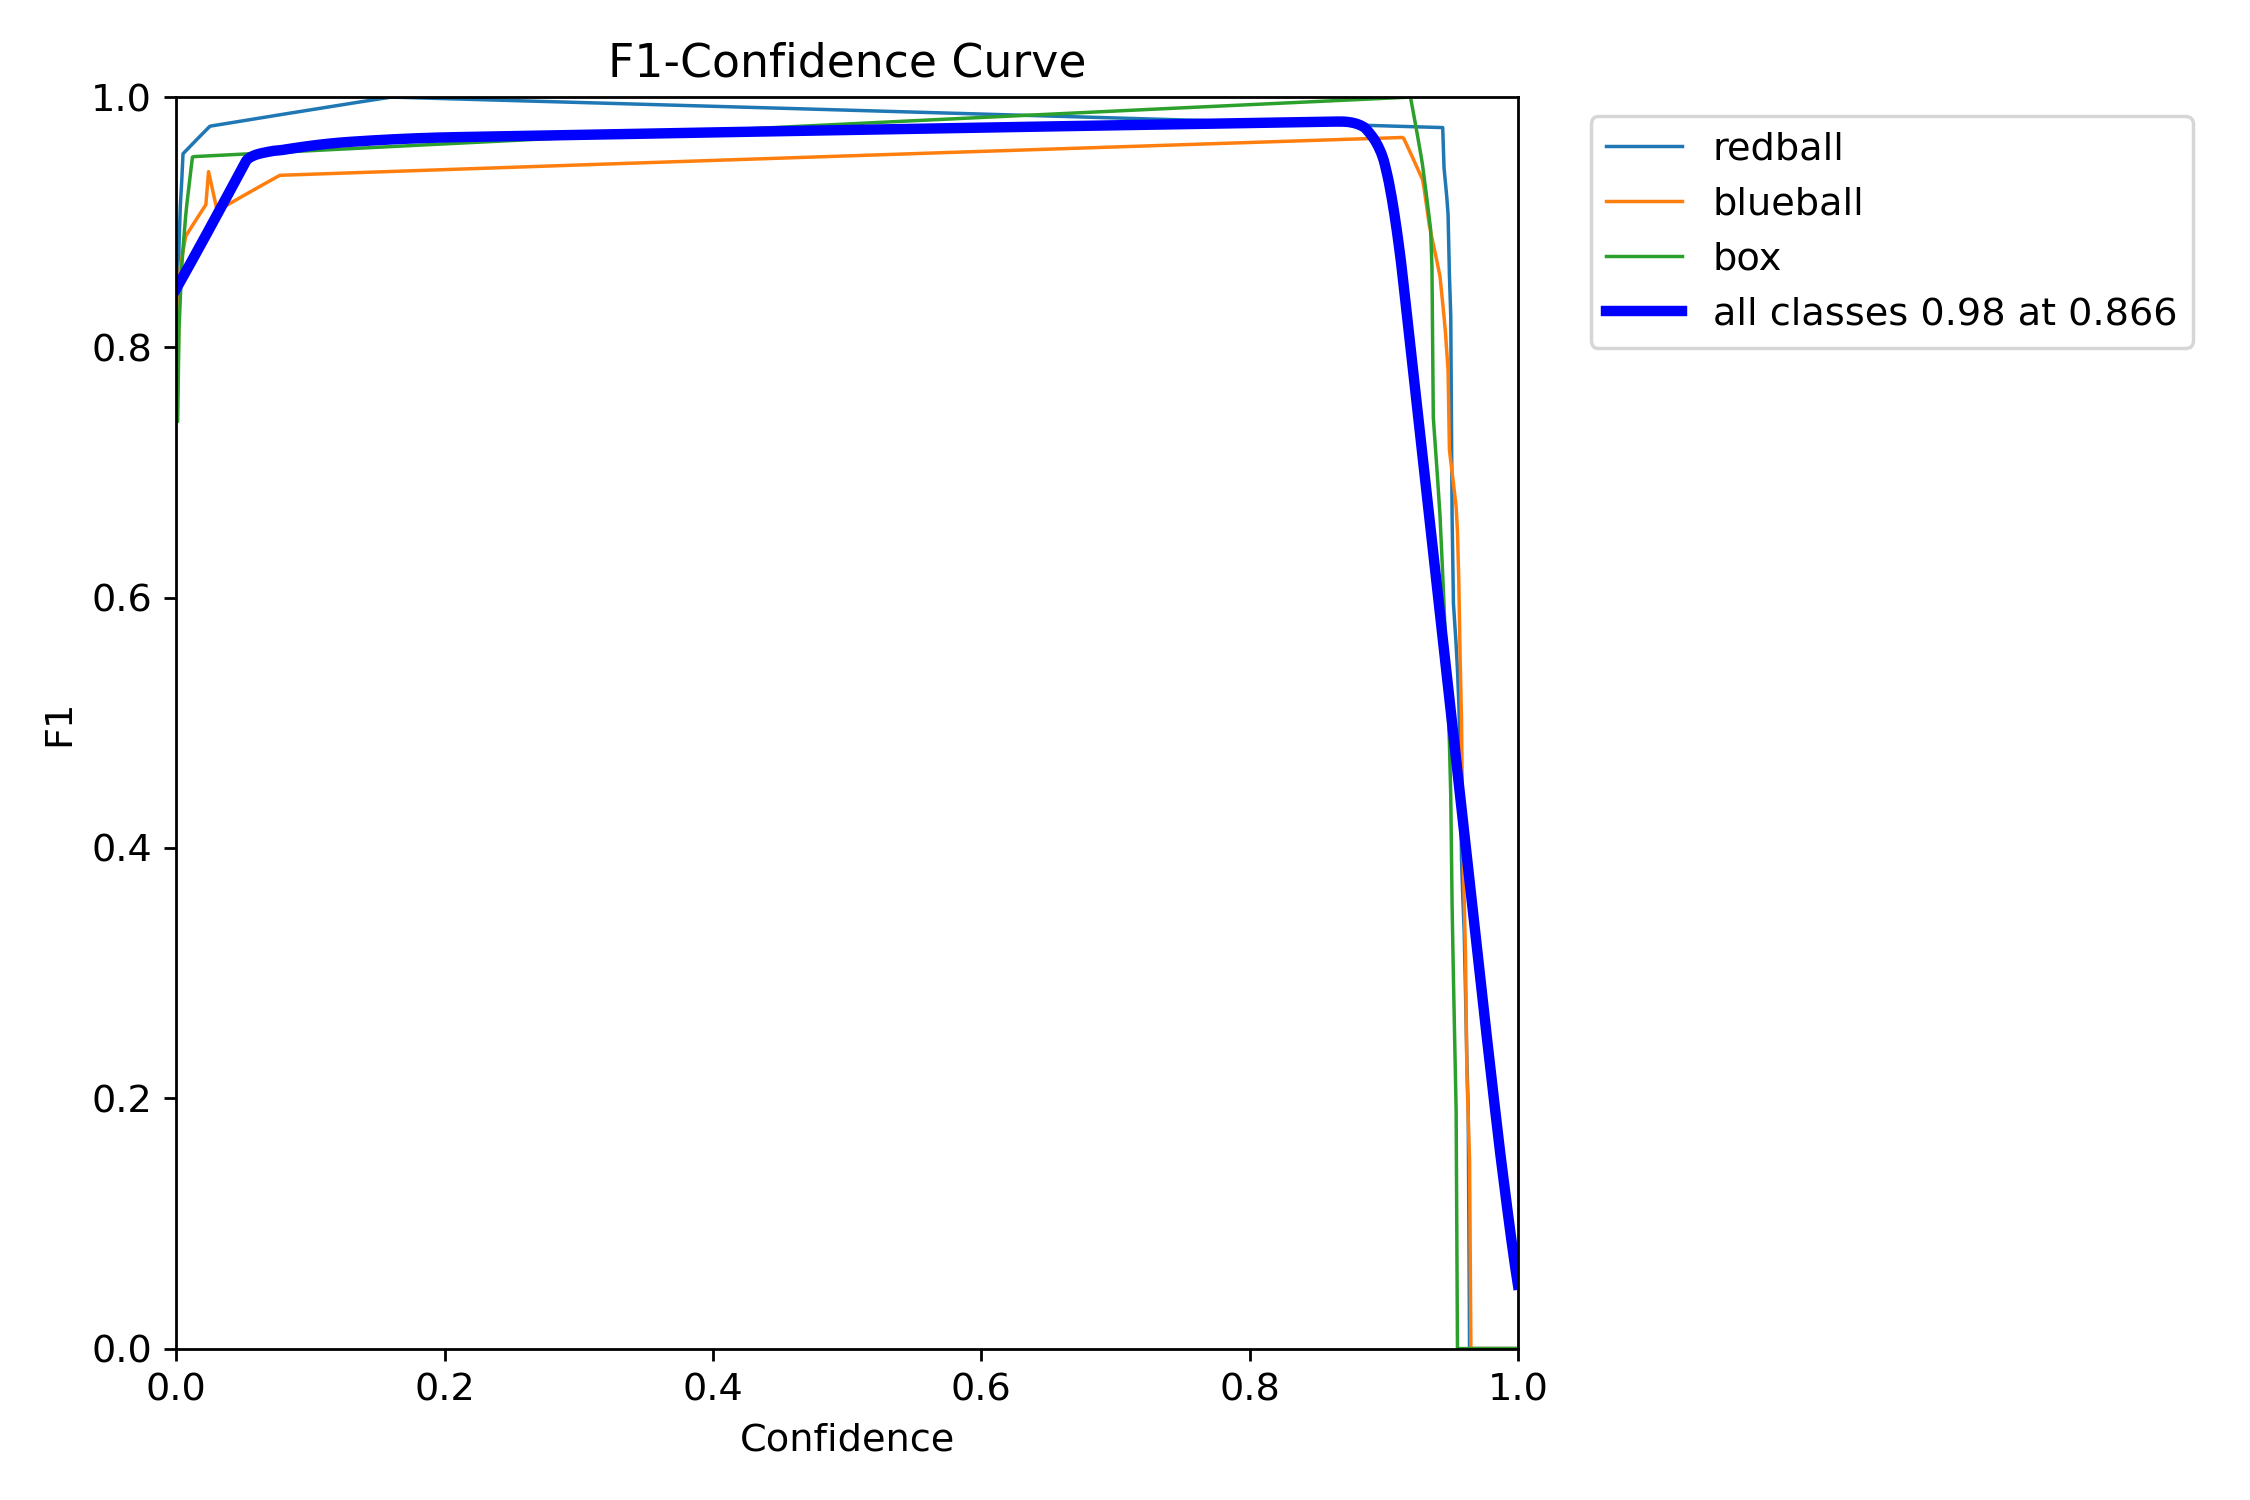 F1-Confidence Curve
1.0
0.8
0.6
0.4
0.2
0.0
F1
0.0 0.2 0.4 0.6 0.8 1.0
Confidence
redball
blueball
box
all classes 0.98 at 0.866